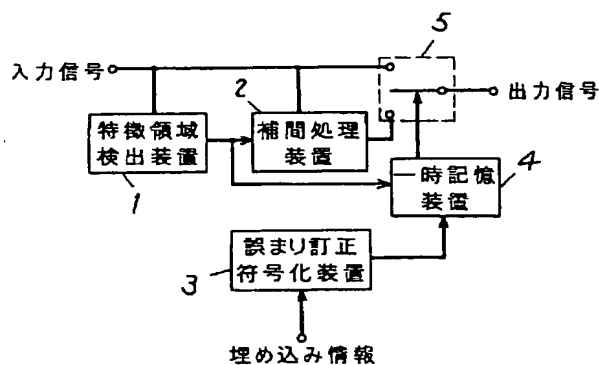 5
入力信号
出力信号
2
特徴領域
検出装置
補間処理
装置
1
一時記憶
装置
4
誤まり訂正
符号化装置
3
埋め込み情報